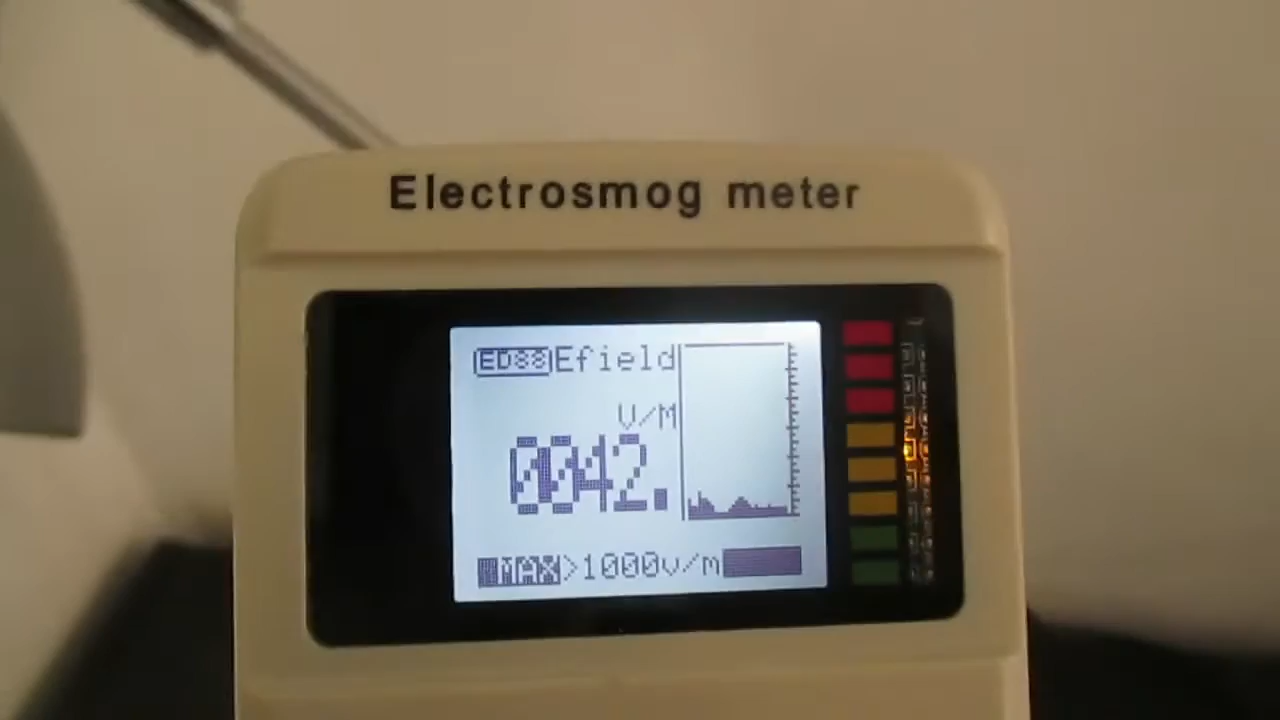 Electrosmog meter
ED88 Efield
V/M
0042.
MAX>1000v/m